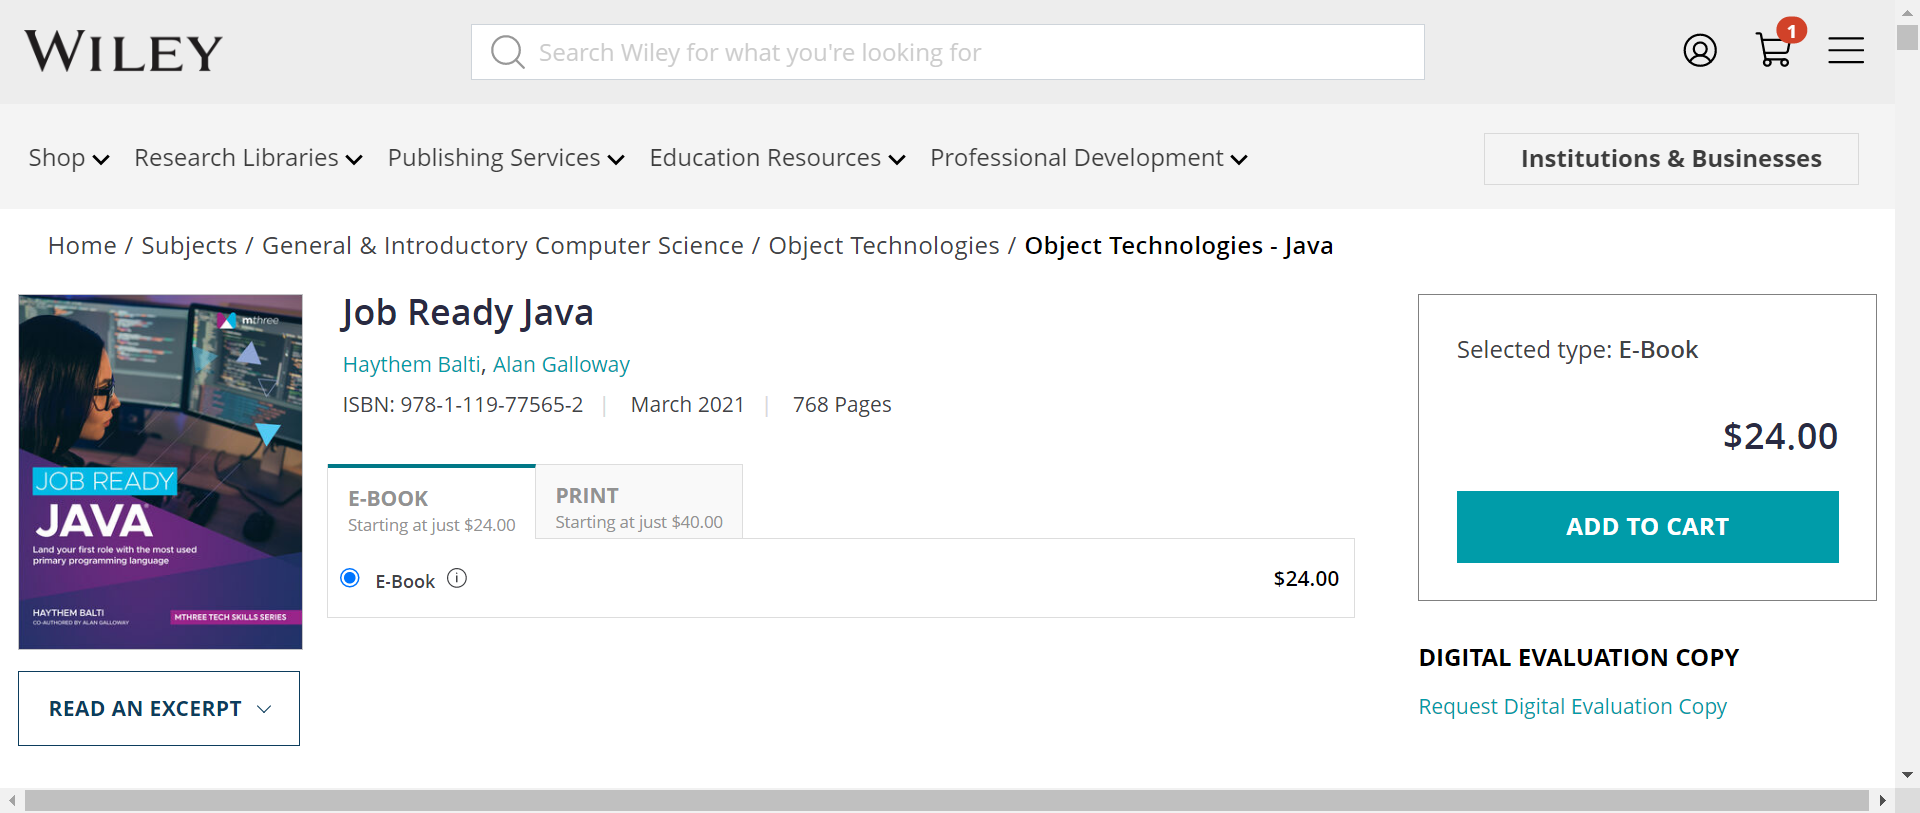 WILEY
Search Wiley for what you're looking for
1
Shop
Research Libraries
Publishing Services
Education Resources
Professional Development
Institutions & Businesses
Home / Subjects / General & Introductory Computer Science / Object Technologies / Object Technologies - Java
mthree
JOB READY
JAVA
Land your first role with the most used
primary programming language
HAYTHEM BALTI
CO-AUTHORED BY ALAN GALLOWAY
MTHREE TECH SKILLS SERIES
READ AN EXCERPT
Job Ready Java
Haythem Balti, Alan Galloway
ISBN: 978-1-119-77565-2 | March 2021 | 768 Pages
E-BOOK
Starting at just $24.00
PRINT
Starting at just $40.00
E-Book
$24.00
Selected type: E-Book
$24.00
ADD TO CART
DIGITAL EVALUATION COPY
Request Digital Evaluation Copy